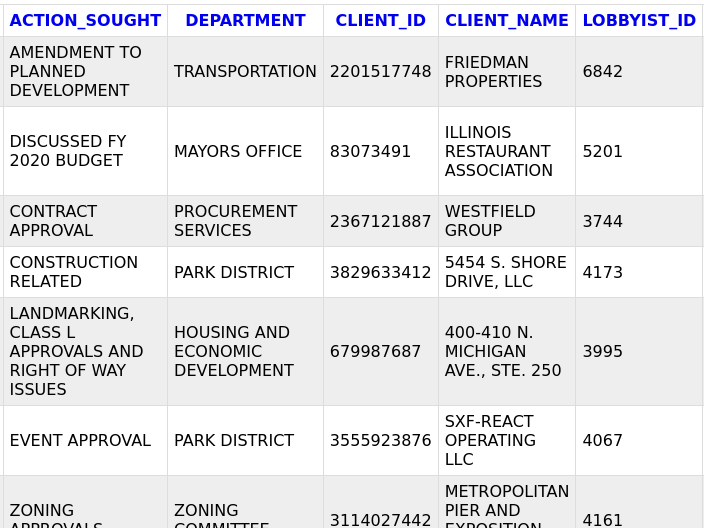 ACTION_SOUGHT DEPARTMENT CLIENT_ID CLIENT_NAME LOBBYIST_ID
AMENDMENT TO
PLANNED
DEVELOPMENT
TRANSPORTATION
2201517748
FRIEDMAN
PROPERTIES
6842
DISCUSSED FY
2020 BUDGET
MAYORS OFFICE
83073491
ILLINOIS
RESTAURANT
ASSOCIATION
5201
CONTRACT
APPROVAL
PROCUREMENT
SERVICES
2367121887
WESTFIELD
GROUP
3744
CONSTRUCTION
RELATED
PARK DISTRICT
3829633412
5454 S. SHORE
DRIVE, LLC
4173
LANDMARKING,
CLASS L
APPROVALS AND
RIGHT OF WAY
ISSUES
HOUSING AND
ECONOMIC
DEVELOPMENT
679987687
400-410 N.
MICHIGAN
AVE., STE. 250
3995
EVENT APPROVAL
PARK DISTRICT
3555923876
SXF-REACT
OPERATING
LLC
4067
ZONING
APPROVALS
ZONING
COMMITTEE
3114027442
METROPOLITAN
PIER AND
EXPOSITION
4161